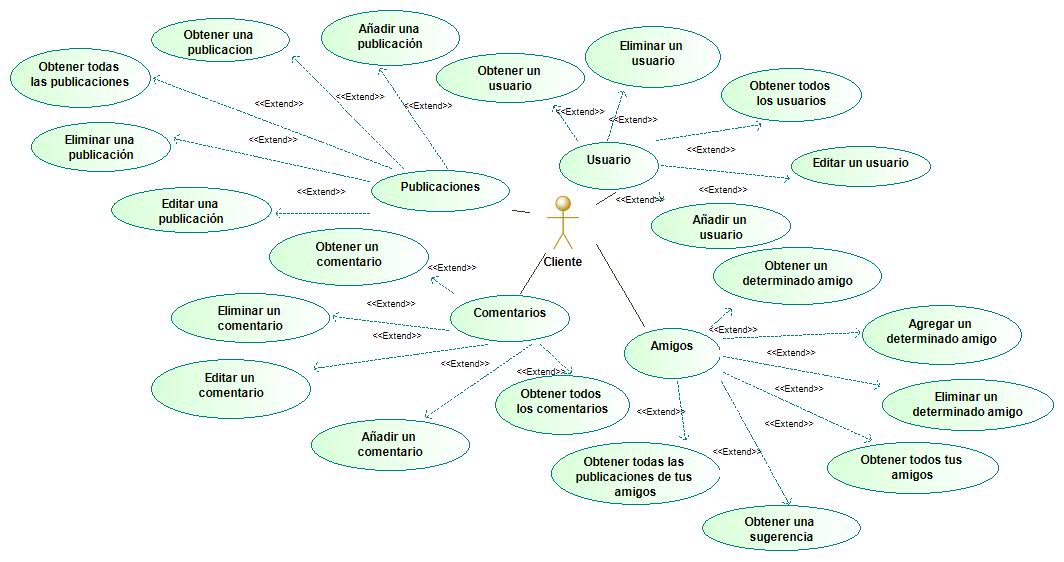 Obtener una
publicacion
Añadir una
publicación
Obtener todas
las publicaciones
Eliminar una
publicación
Editar una
publicación
<<Extend>>
<<Extend>>
<<Extend>>
<<Extend>>
<<Extend>>
Publicaciones
Obtener un
usuario
Eliminar un
usuario
Obtener todos
los usuarios
Editar un usuario
Añadir un
usuario
<<Extend>>
<<Extend>>
<<Extend>>
<<Extend>>
<<Extend>>
Usuario
Cliente
Obtener un
comentario
Eliminar un
comentario
Editar un
comentario
Añadir un
comentario
Obtener todos
los comentarios
<<Extend>>
<<Extend>>
<<Extend>>
<<Extend>>
<<Extend>>
Comentarios
Obtener un
determinado amigo
Agregar un
determinado amigo
Eliminar un
determinado amigo
Obtener todos tus
amigos
Obtener una
sugerencia
Obtener todas las
publicaciones de tus
amigos
<<Extend>>
<<Extend>>
<<Extend>>
<<Extend>>
<<Extend>>
<<Extend>>
Amigos